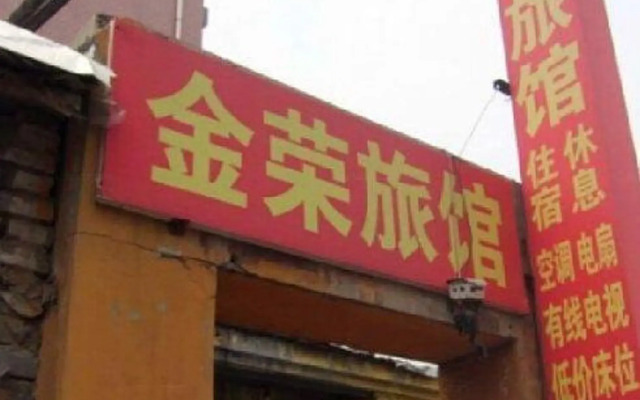 金荣旅馆
旅馆
住宿 休息
空调 电扇
有线电视
低价床位